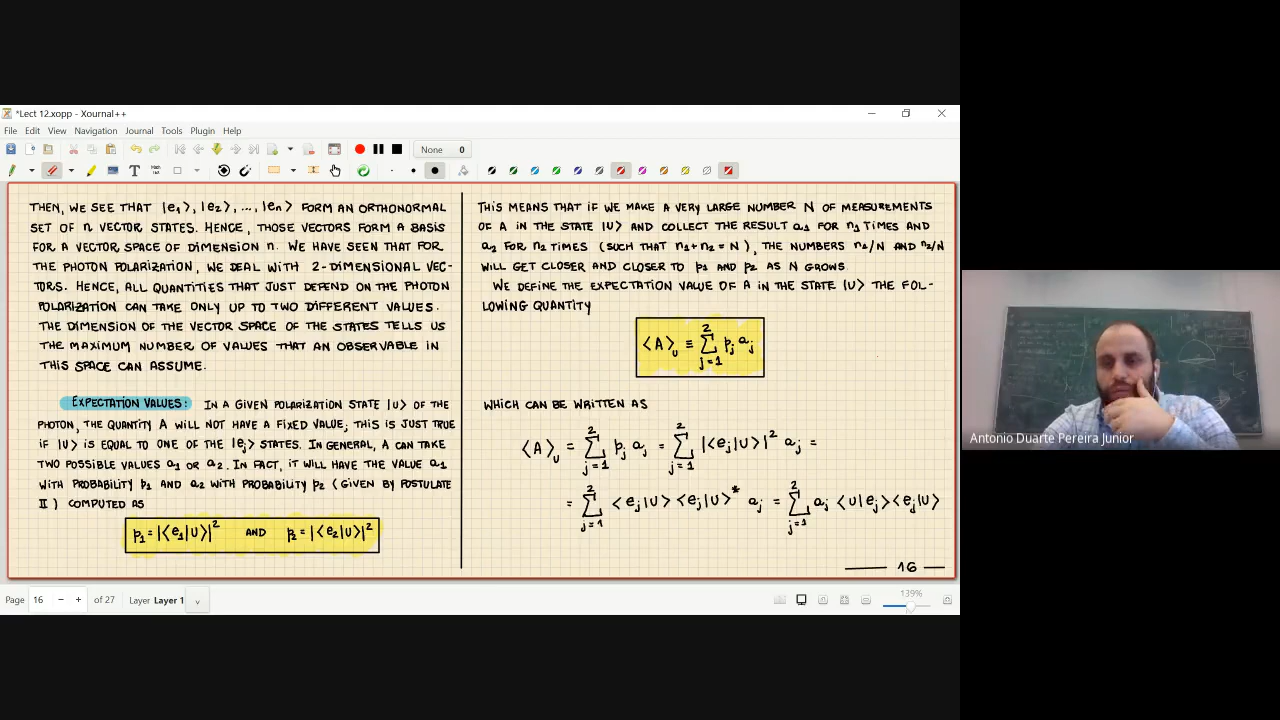 *Lect 12.xopp - Xournal++
File Edit View Navigation Journal Tools Plugin Help
None 0
THEN, WE SEE THAT |e₁⟩, |e₂⟩, ..., |eₙ⟩ FORM AN ORTHONORMAL
SET OF n VECTOR STATES. HENCE, THOSE VECTORS FORM A BASIS
FOR A VECTOR SPACE OF DIMENSION n. WE HAVE SEEN THAT FOR
THE PHOTON POLARIZATION, WE DEAL WITH 2-DIMENSIONAL VEC-
TORS. HENCE, ALL QUANTITIES THAT JUST DEPEND ON THE PHOTON
POLARIZATION CAN TAKE ONLY UP TO TWO DIFFERENT VALUES.
THE DIMENSION OF THE VECTOR SPACE OF THE STATES TELLS US
THE MAXIMUM NUMBER OF VALUES THAT AN OBSERVABLE IN
THIS SPACE CAN ASSUME.
EXPECTATION VALUES: IN A GIVEN POLARIZATION STATE |U⟩ OF THE
PHOTON, THE QUANTITY A WILL NOT HAVE A FIXED VALUE; THIS IS JUST TRUE
IF |U⟩ IS EQUAL TO ONE OF THE |eⱼ⟩ STATES. IN GENERAL, A CAN TAKE
TWO POSSIBLE VALUES a₁ OR a₂. IN FACT, IT WILL HAVE THE VALUE a₁
WITH PROBABILITY p₁ AND a₂ WITH PROBABILITY p₂ (GIVEN BY POSTULATE
II) COMPUTED AS
p₁ = |⟨e₁|U⟩|² AND p₂ = |⟨e₂|U⟩|²
THIS MEANS THAT IF WE MAKE A VERY LARGE NUMBER N OF MEASUREMENTS
OF A IN THE STATE |U⟩ AND COLLECT THE RESULT a₁ FOR n₁ TIMES AND
a₂ FOR n₂ TIMES (SUCH THAT n₁+n₂ = N), THE NUMBERS n₁/N AND n₂/N
WILL GET CLOSER AND CLOSER TO p₁ AND p₂ AS N GROWS.
WE DEFINE THE EXPECTATION VALUE OF A IN THE STATE |U⟩ THE FOL-
LOWING QUANTITY
⟨A⟩ᵤ ≡ ∑_{j=1}^{2} pⱼ aⱼ
WHICH CAN BE WRITTEN AS
⟨A⟩ᵤ = ∑_{j=1}^{2} pⱼ aⱼ = ∑_{j=1}^{2} |⟨eⱼ|U⟩|² aⱼ =
= ∑_{j=1}^{2} ⟨eⱼ|U⟩ ⟨eⱼ|U⟩* aⱼ = ∑_{j=1}^{2} aⱼ ⟨U|eⱼ⟩⟨eⱼ|U⟩
16
Page 16 − + of 27 Layer Layer 1
139%
Antonio Duarte Pereira Junior